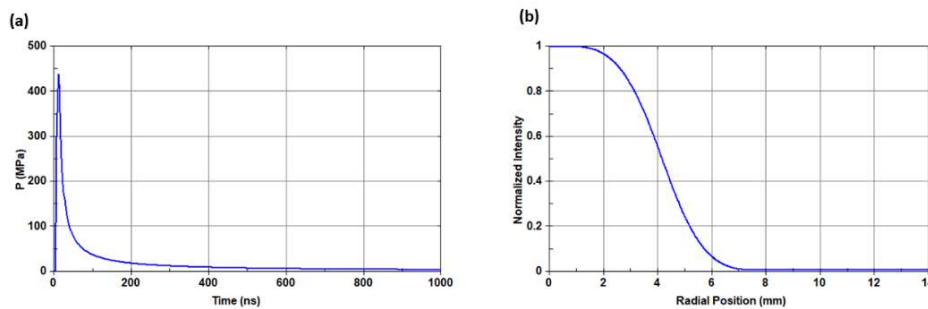 (a)
500
400
300
200
100
0
P (MPa)
0 200 400 600 800 1000
Time (ns)
(b)
1
0.8
0.6
0.4
0.2
0
Normalized Intensity
0 2 4 6 8 10 12 14
Radial Position (mm)